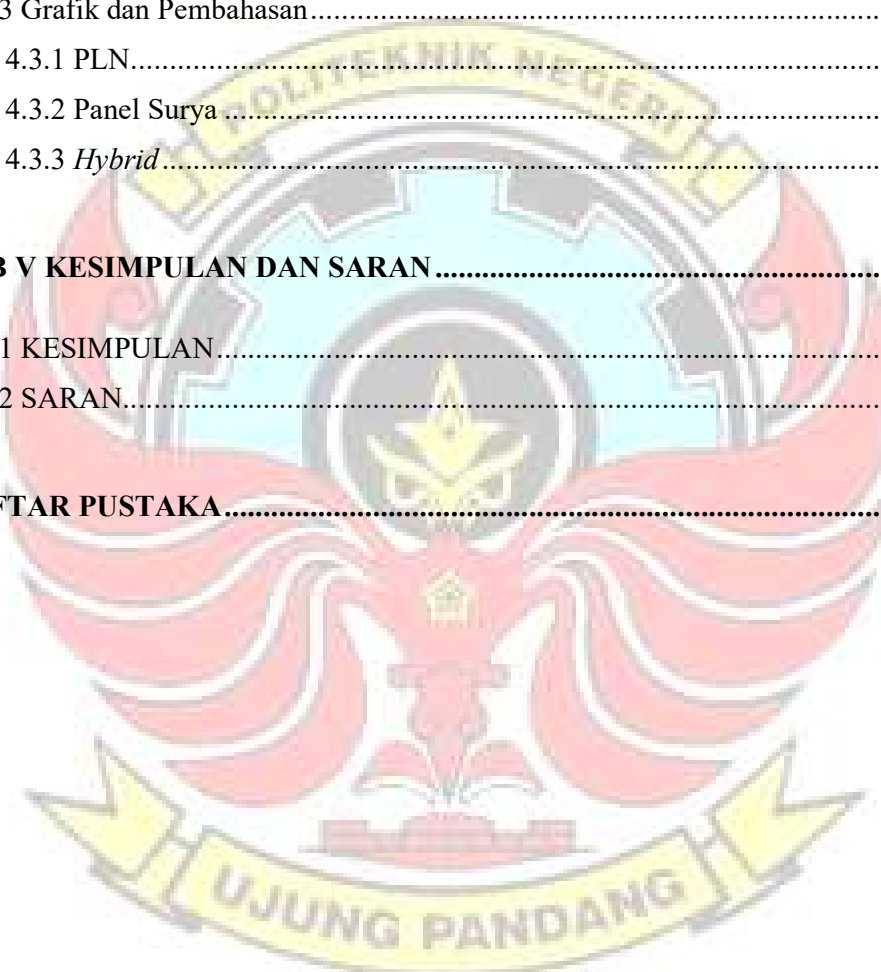 3 Grafik dan Pembahasan
4.3.1 PLN
4.3.2 Panel Surya
4.3.3 Hybrid
V KESIMPULAN DAN SARAN
1 KESIMPULAN
2 SARAN
FTAR PUSTAKA
POLITEKNIK NEGERI
UJUNG PANDANG